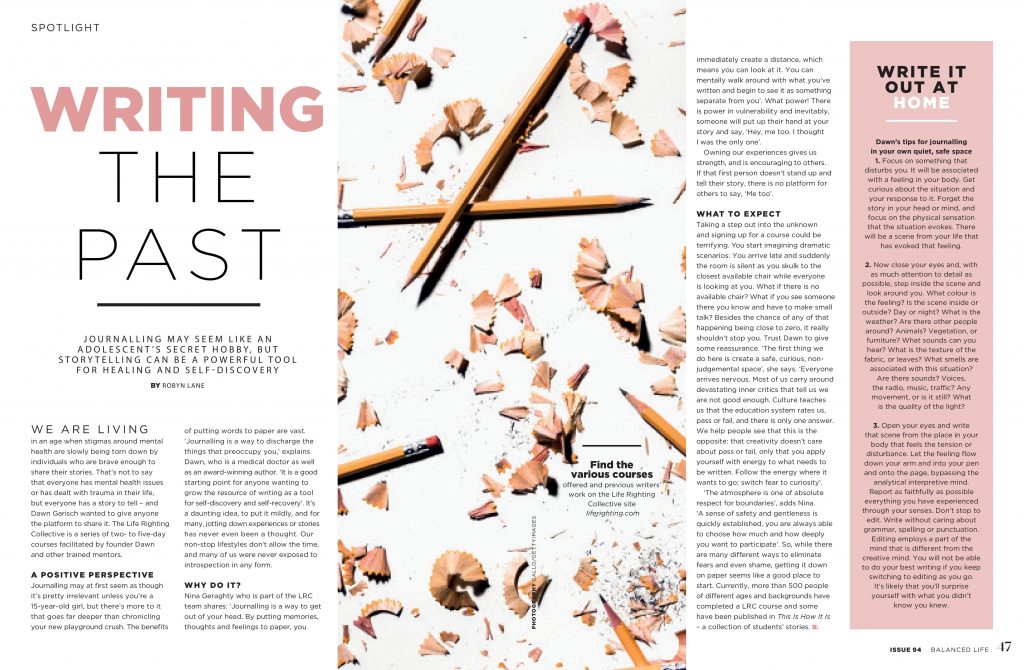 SPOTLIGHT
WRITING
THE
PAST
JOURNALLING MAY SEEM LIKE AN
ADOLESCENT'S SECRET HOBBY, BUT
STORYTELLING CAN BE A POWERFUL TOOL
FOR HEALING AND SELF-DISCOVERY
BY ROBYN LANE
WE ARE LIVING
in an age when stigmas around mental
health are slowly being torn down by
individuals who are brave enough to
share their stories. That's not to say
that everyone has mental health issues
or has dealt with trauma in their life,
but everyone has a story to tell – and
Dawn Garisch wanted to give anyone
the platform to share it. The Life Righting
Collective is a series of two- to five-day
courses facilitated by founder Dawn
and other trained mentors.
A POSITIVE PERSPECTIVE
Journalling may at first seem as though
it's pretty irrelevant unless you're a
15-year-old girl, but there's more to it
that goes far deeper than chronicling
your new playground crush. The benefits
of putting words to paper are vast.
'Journalling is a way to discharge the
things that preoccupy you,' explains
Dawn, who is a medical doctor as well
as an award-winning author. 'It is a good
starting point for anyone wanting to
grow the resource of writing as a tool
for self-discovery and self-recovery'. It's
a daunting idea, to put it mildly, and for
many, jotting down experiences or stories
has never even been a thought. Our
non-stop lifestyles don't allow the time,
and many of us were never exposed to
introspection in any form.
WHY DO IT?
Nina Geraghty who is part of the LRC
team shares: 'Journalling is a way to get
out of your head. By putting memories,
thoughts and feelings to paper, you
Find the
various courses
offered and previous writers'
work on the Life Righting
Collective site
liferighting.com
PHOTOGRAPHY GALLO/GETTYIMAGES
immediately create a distance, which
means you can look at it. You can
mentally walk around with what you've
written and begin to see it as something
separate from you'. What power! There
is power in vulnerability and inevitably,
someone will put up their hand at your
story and say, 'Hey, me too. I thought
I was the only one'.
Owning our experiences gives us
strength, and is encouraging to others.
If that first person doesn't stand up and
tell their story, there is no platform for
others to say, 'Me too'.
WHAT TO EXPECT
Taking a step out into the unknown
and signing up for a course could be
terrifying. You start imagining dramatic
scenarios: You arrive late and suddenly
the room is silent as you skulk to the
closest available chair while everyone
is looking at you. What if there is no
available chair? What if you see someone
there you know and have to make small
talk? Besides the chance of any of that
happening being close to zero, it really
shouldn't stop you. Trust Dawn to give
some reassurance. 'The first thing we
do here is create a safe, curious, non-
judgemental space', she says. 'Everyone
arrives nervous. Most of us carry around
devastating inner critics that tell us we
are not good enough. Culture teaches
us that the education system rates us,
pass or fail, and there is only one answer.
We help people see that this is the
opposite: that creativity doesn't care
about pass or fail, only that you apply
yourself with energy to what needs to
be written. Follow the energy where it
wants to go; switch fear to curiosity'.
'The atmosphere is one of absolute
respect for boundaries', adds Nina.
'A sense of safety and gentleness is
quickly established, you are always able
to choose how much and how deeply
you want to participate'. So, while there
are many different ways to eliminate
fears and even shame, getting it down
on paper seems like a good place to
start. Currently, more than 500 people
of different ages and backgrounds have
completed a LRC course and some
have been published in This Is How It Is
– a collection of students' stories.
WRITE IT
OUT AT
HOME
Dawn's tips for journalling
in your own quiet, safe space
1. Focus on something that
disturbs you. It will be associated
with a feeling in your body. Get
curious about the situation and
your response to it. Forget the
story in your head or mind, and
focus on the physical sensation
that the situation evokes. There
will be a scene from your life that
has evoked that feeling.
2. Now close your eyes and, with
as much attention to detail as
possible, step inside the scene and
look around you. What colour is
the feeling? Is the scene inside or
outside? Day or night? What is the
weather? Are there other people
around? Animals? Vegetation, or
furniture? What sounds can you
hear? What is the texture of the
fabric, or leaves? What smells are
associated with this situation?
Are there sounds? Voices,
the radio, music, traffic? Any
movement, or is it still? What
is the quality of the light?
3. Open your eyes and write
that scene from the place in your
body that feels the tension or
disturbance. Let the feeling flow
down your arm and into your pen
and onto the page, bypassing the
analytical interpretive mind.
Report as faithfully as possible
everything you have experienced
through your senses. Don't stop to
edit. Write without caring about
grammar, spelling or punctuation.
Editing employs a part of the
mind that is different from the
creative mind. You will not be able
to do your best writing if you keep
switching to editing as you go.
It's likely that you'll surprise
yourself with what you didn't
know you knew.
ISSUE 94 BALANCED LIFE 47